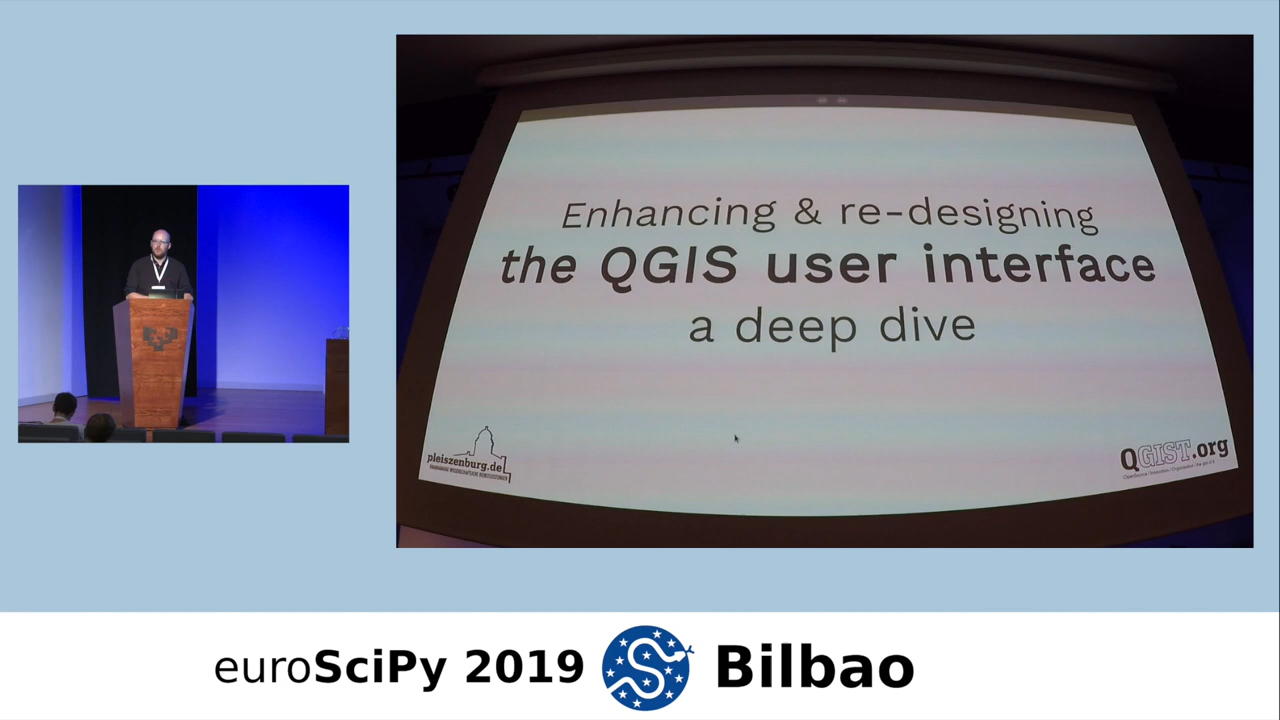 Enhancing & re-designing
the QGIS user interface
a deep dive
pleiszenburg.de
QGIST.org
euroSciPy 2019 Bilbao